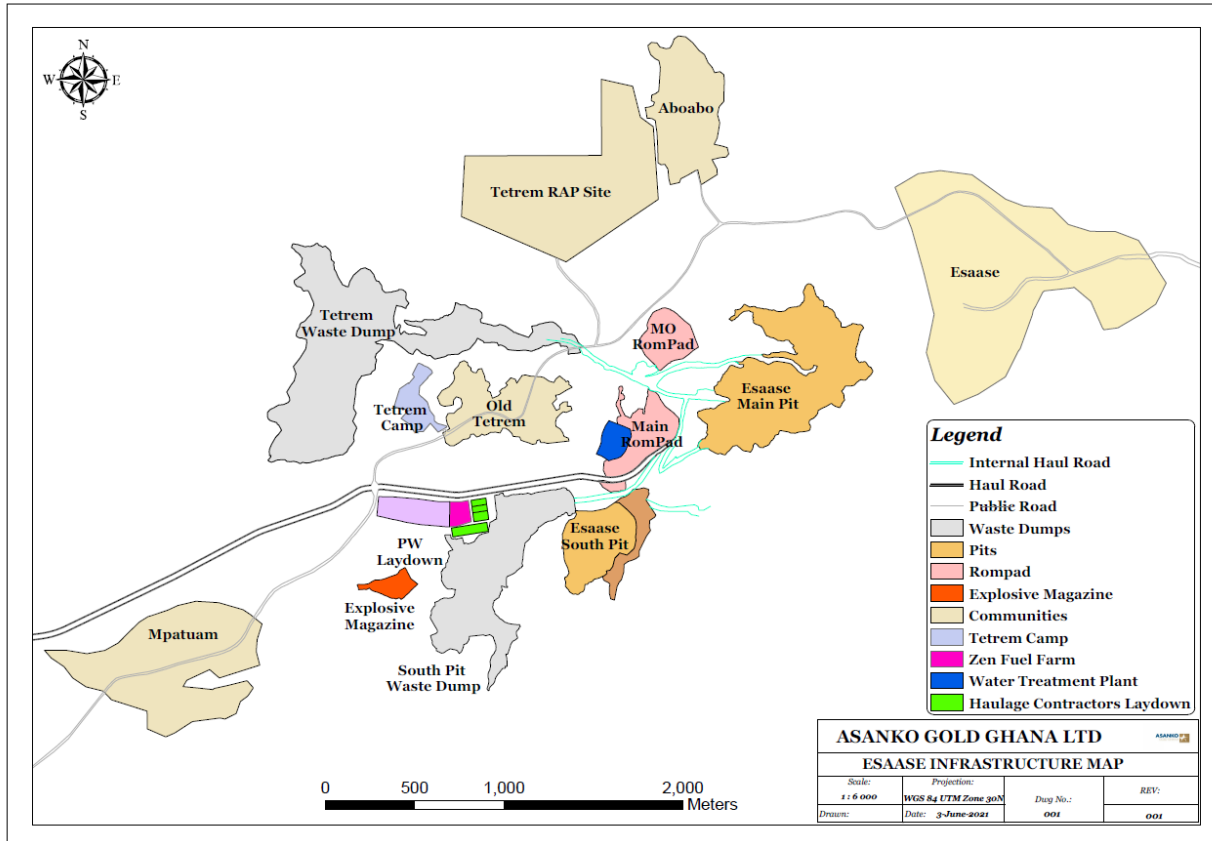 N
W
E
S
Aboabo
Tetrem RAP Site
Esaase
Tetrem
Waste Dump
MO
RomPad
Esaase
Main Pit
Tetrem
Camp
Old
Tetrem
Main
RomPad
Esaase
South Pit
PW
Laydown
Explosive
Magazine
Mpatuam
South Pit
Waste Dump
Legend
Internal Haul Road
Haul Road
Public Road
Waste Dumps
Pits
Rompad
Explosive Magazine
Communities
Tetrem Camp
Zen Fuel Farm
Water Treatment Plant
Haulage Contractors Laydown
0 500 1,000 2,000
Meters
ASANKO GOLD GHANA LTD
ASANKO
ESAASE INFRASTRUCTURE MAP
Scale:
1 : 6 000
Projection:
WGS 84 UTM Zone 30N
Dwg No.:
001
REV:
001
Drawn:
Date: 3-June-2021